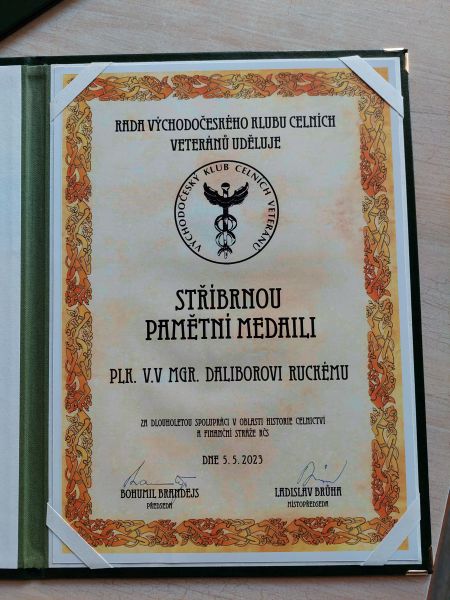 RADA VÝCHODOČESKÉHO KLUBU CELNÍCH
VETERÁNŮ UDĚLUJE
VÝCHODOČESKÝ KLUB CELNÍCH VETERÁNŮ
STŘÍBRNOU
PAMĚTNÍ MEDAILI
PLK. V.V MGR. DALIBOROVI RUCKÉMU
ZA DLOUHOLETOU SPOLUPRÁCI V OBLASTI HISTORIE CELNICTVÍ
A FINANČNÍ STRÁŽE RČS
DNE 5.5.2023
BOHUMIL BRANDEJS
PŘEDSEDA
LADISLAV BRŮHA
MÍSTOPŘEDSEDA